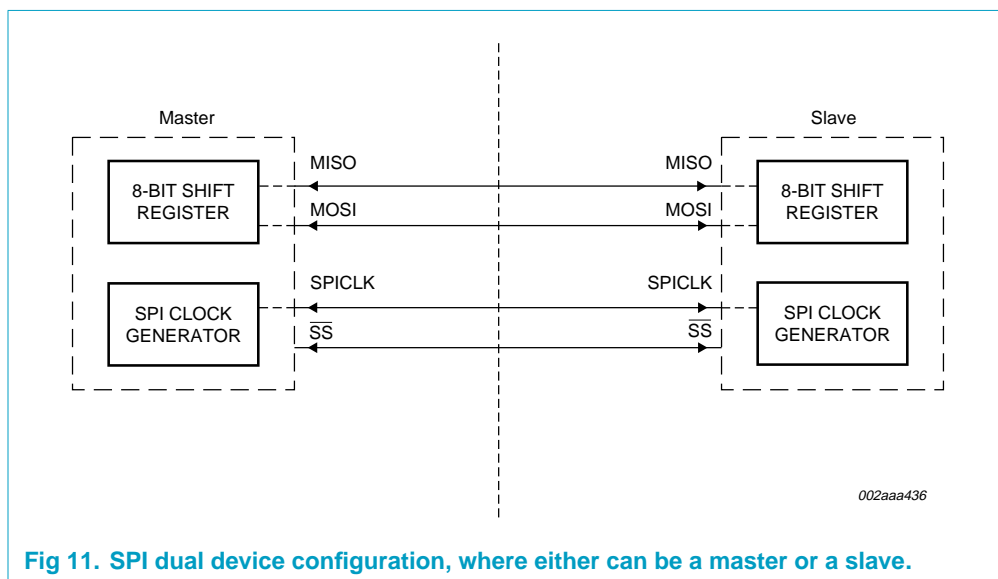 Master
Slave
8-BIT SHIFT
REGISTER
MISO
MISO
MOSI
MOSI
8-BIT SHIFT
REGISTER
SPI CLOCK
GENERATOR
SPICLK
SPICLK
SS
SS
SPI CLOCK
GENERATOR
002aaa436
Fig 11. SPI dual device configuration, where either can be a master or a slave.